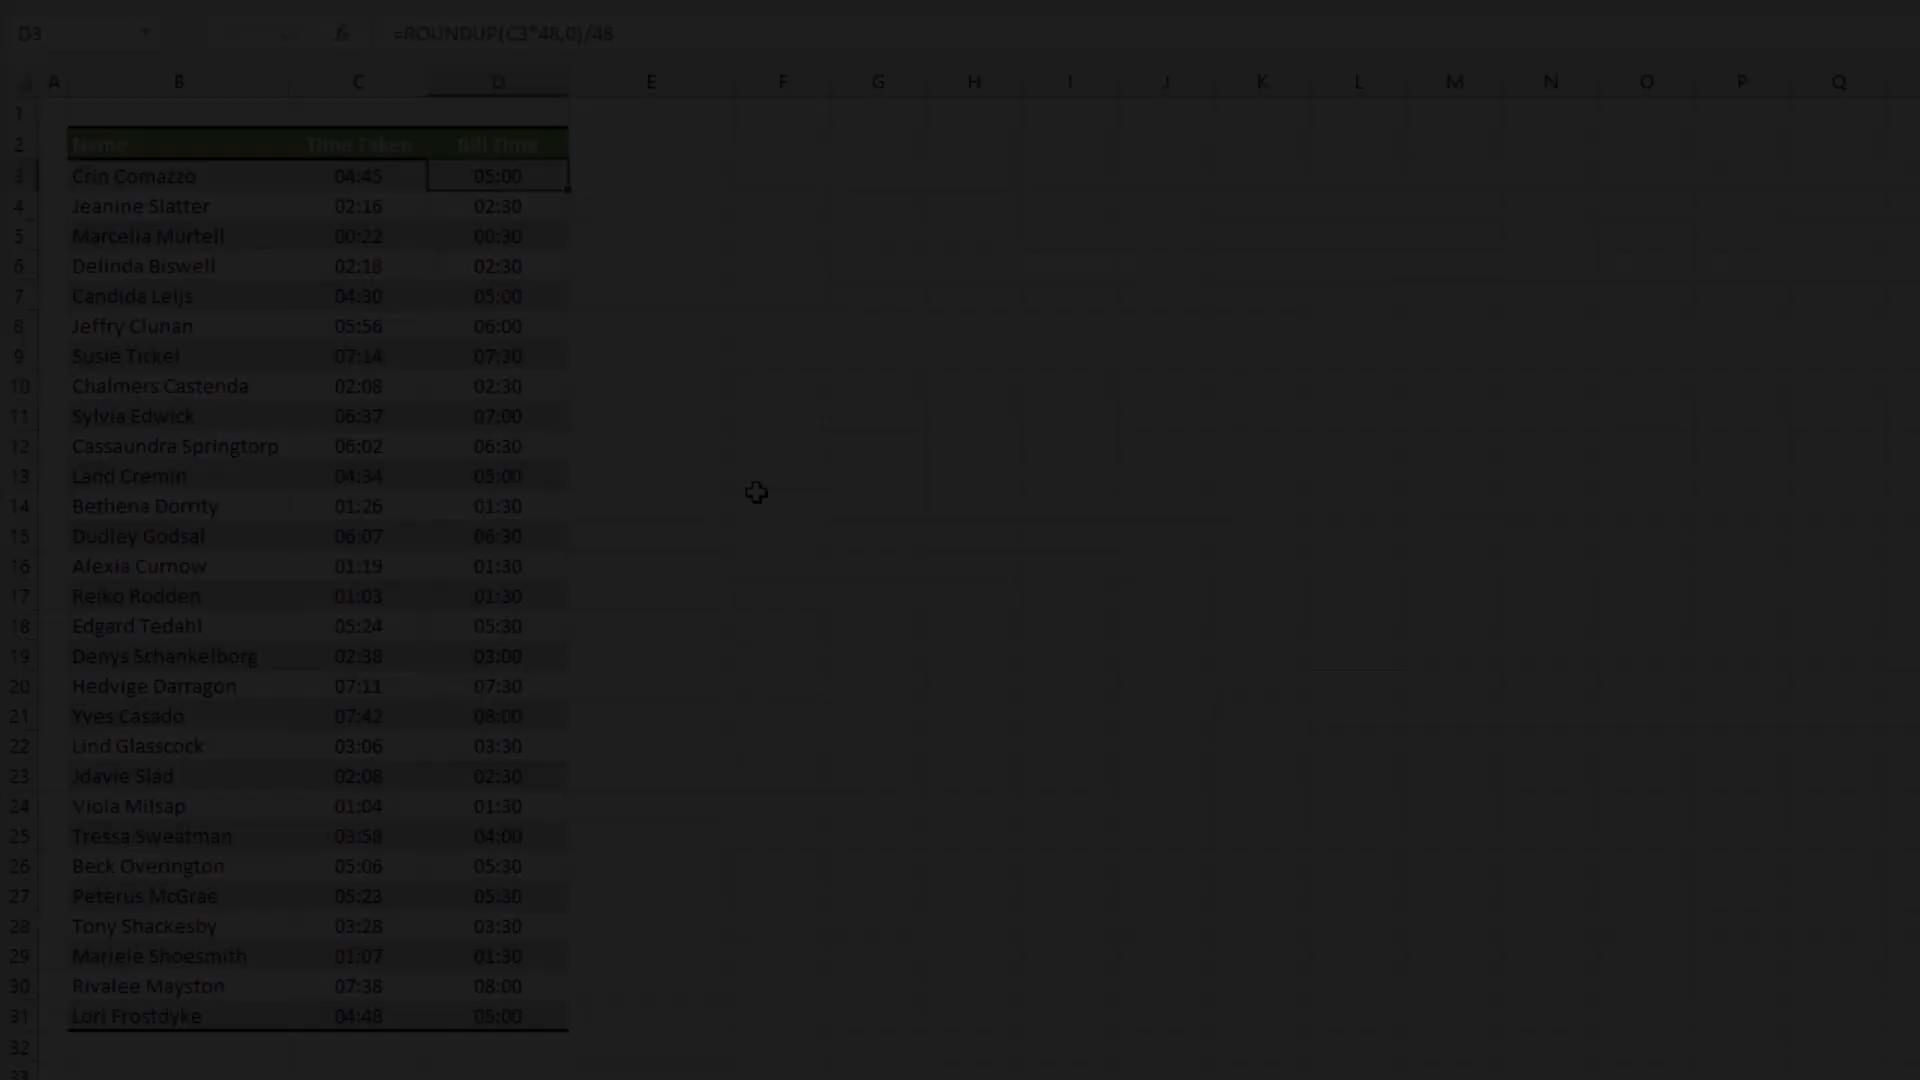 D3 fx =ROUNDUP(C3*48,0)/48
A B C D E F G H I J K L M N O P Q
1
2 Name Time Taken Bill Time
3 Crin Comazzo 04:45 05:00
4 Jeanine Slatter 02:16 02:30
5 Marcelia Murtell 00:22 00:30
6 Delinda Biswell 02:18 02:30
7 Candida Leijs 04:30 05:00
8 Jeffry Clunan 05:56 06:00
9 Susie Tickel 07:14 07:30
10 Chalmers Castenda 02:08 02:30
11 Sylvia Edwick 06:37 07:00
12 Cassaundra Springtorp 06:02 06:30
13 Land Cremin 04:34 05:00
14 Bethena Dorrity 01:26 01:30
15 Dudley Godsal 06:07 06:30
16 Alexia Curnow 01:19 01:30
17 Reiko Rodden 01:03 01:30
18 Edgard Tedahl 05:24 05:30
19 Denys Schankelborg 02:38 03:00
20 Hedvige Darragon 07:11 07:30
21 Yves Casado 07:42 08:00
22 Lind Glasscock 03:06 03:30
23 Jdavie Slad 02:08 02:30
24 Viola Milsap 01:04 01:30
25 Tressa Sweatman 03:58 04:00
26 Beck Overington 05:06 05:30
27 Peterus McGrae 05:23 05:30
28 Tony Shackesby 03:28 03:30
29 Mariele Shoesmith 01:07 01:30
30 Rivalee Mayston 07:38 08:00
31 Lori Frostdyke 04:48 05:00
32